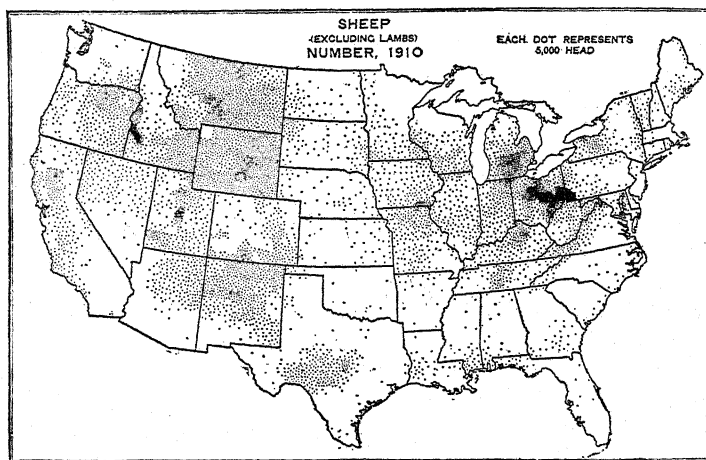 SHEEP
(EXCLUDING LAMBS)
NUMBER, 1910
EACH DOT REPRESENTS
5,000 HEAD